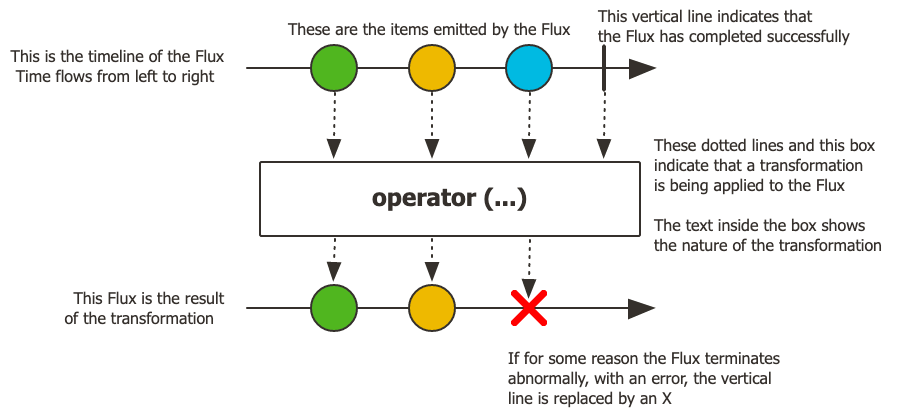 These are the items emitted by the Flux
This vertical line indicates that
the Flux has completed successfully
This is the timeline of the Flux
Time flows from left to right
These dotted lines and this box
indicate that a transformation
is being applied to the Flux
operator (...)
The text inside the box shows
the nature of the transformation
This Flux is the result
of the transformation
If for some reason the Flux terminates
abnormally, with an error, the vertical
line is replaced by an X